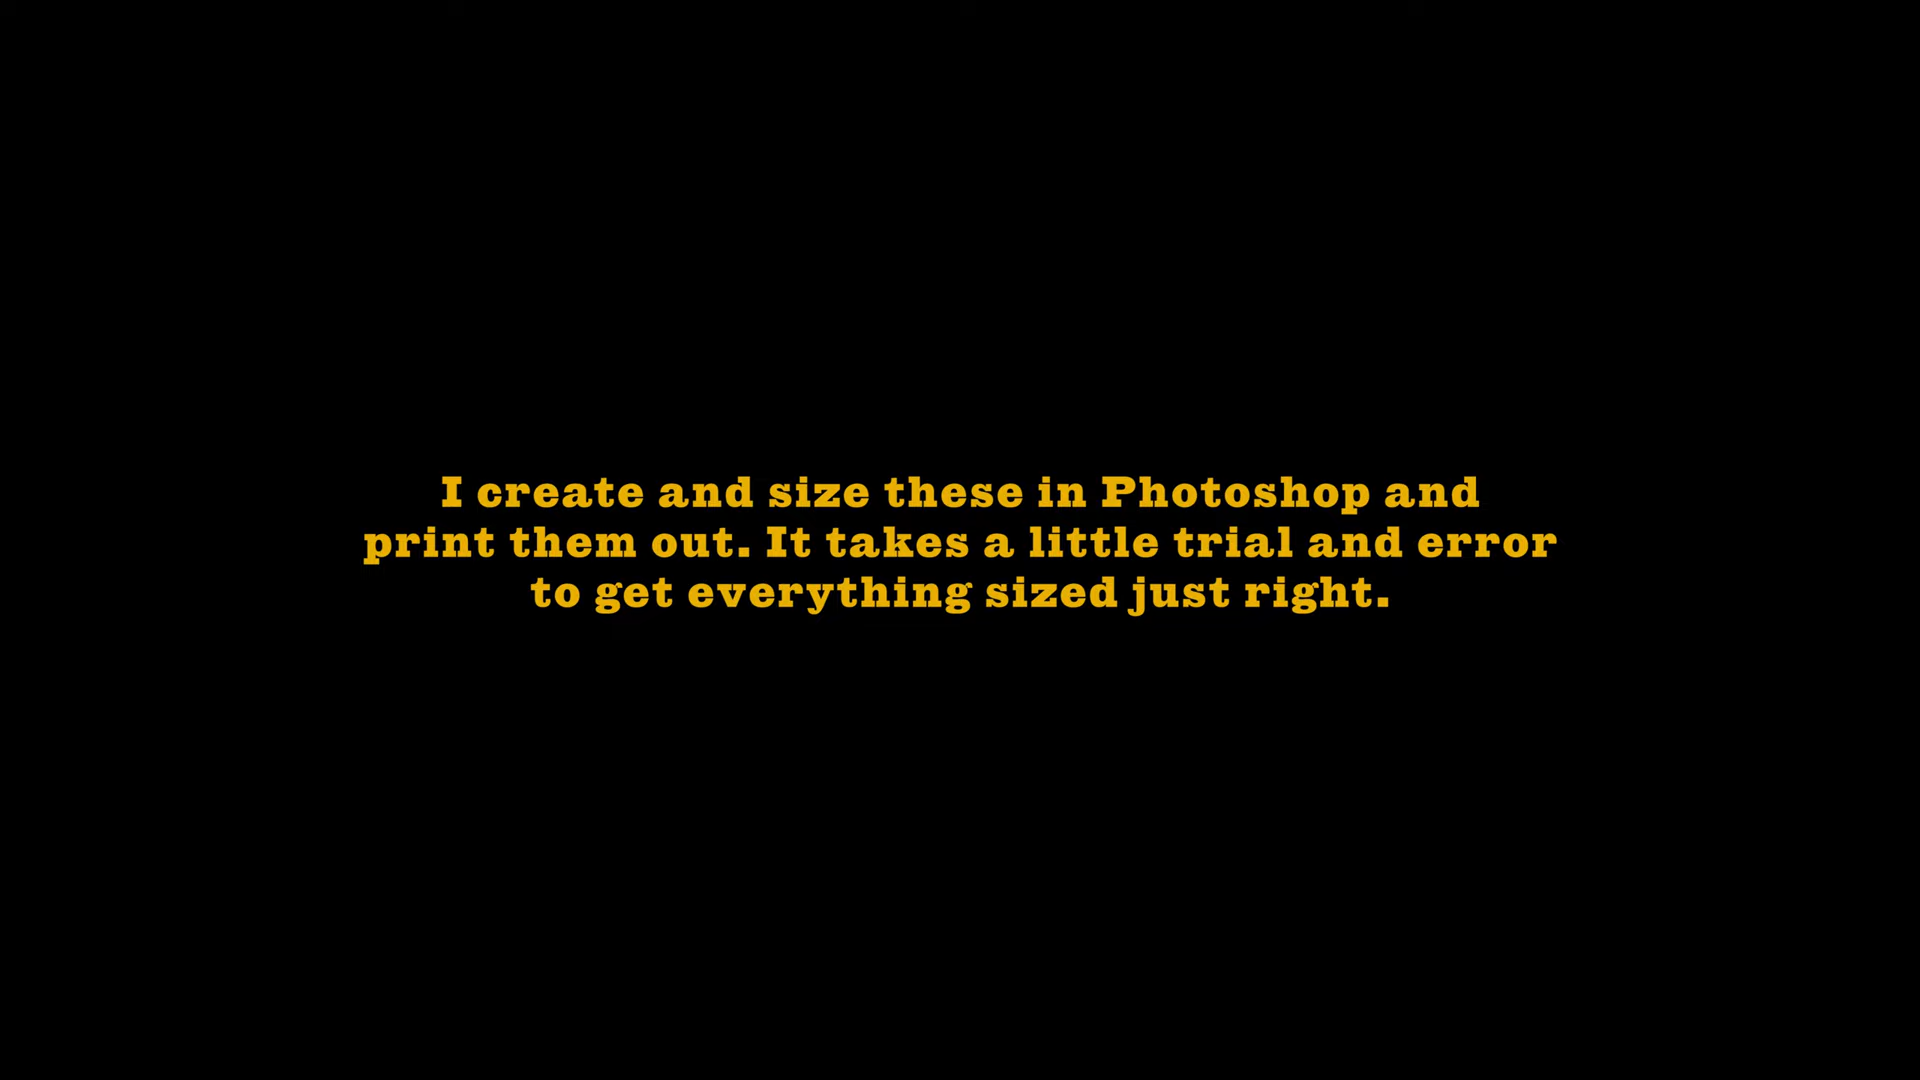 I create and size these in Photoshop and
print them out. It takes a little trial and error
to get everything sized just right.